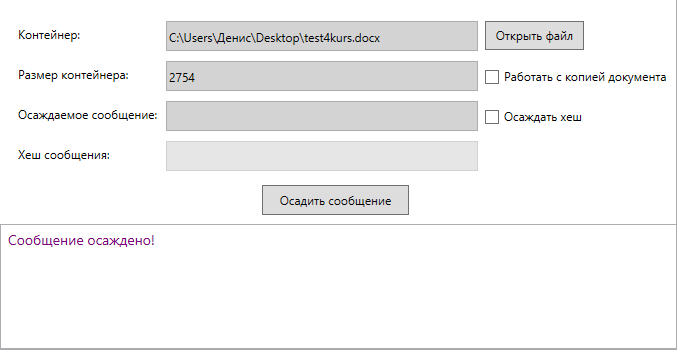 Контейнер:
C:\Users\Денис\Desktop\test4kurs.docx
Открыть файл
Размер контейнера:
2754
Работать с копией документа
Осаждаемое сообщение:
Осаждать хеш
Хеш сообщения:
Осадить сообщение
Сообщение осаждено!